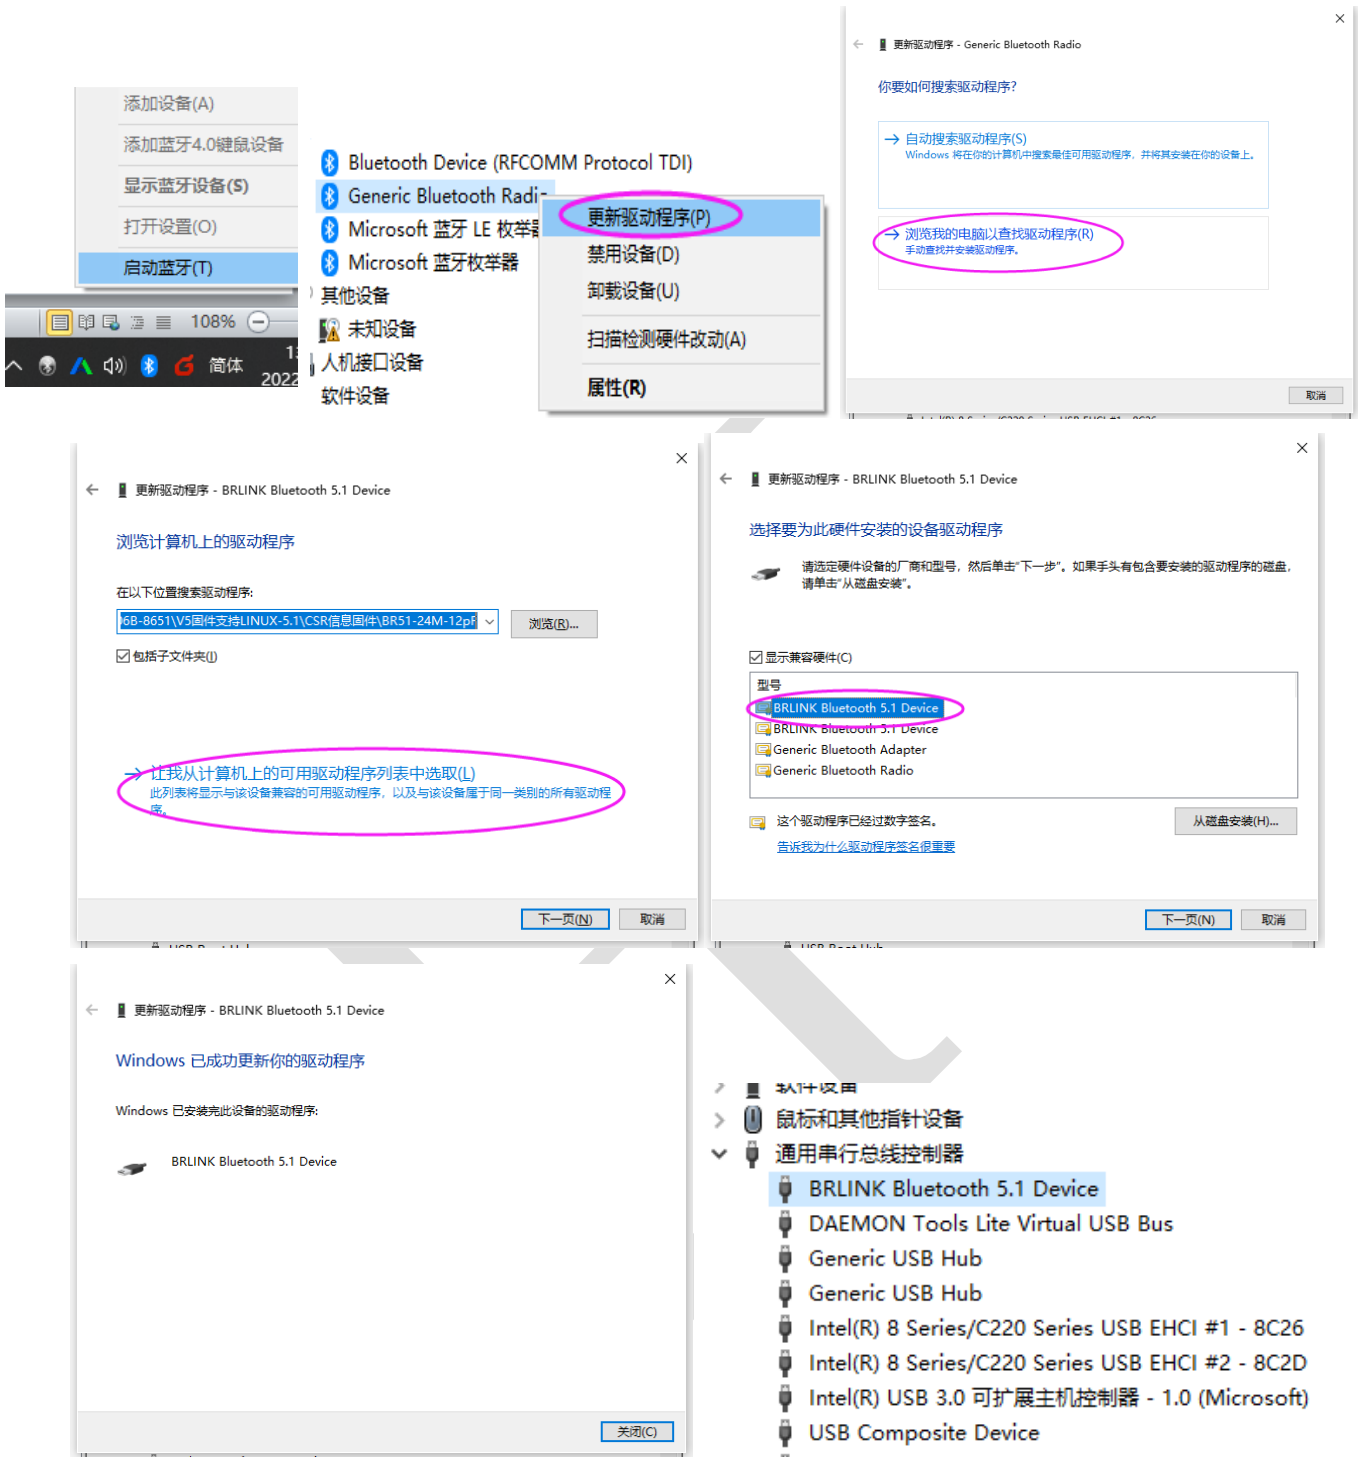 添加设备(A)
添加蓝牙4.0键鼠设备
显示蓝牙设备(S)
打开设置(O)
启动蓝牙(T)
108%
简体
2022
Bluetooth Device (RFCOMM Protocol TDI)
Generic Bluetooth Radio
Microsoft 蓝牙 LE 枚举器
Microsoft 蓝牙枚举器
其他设备
未知设备
人机接口设备
软件设备
更新驱动程序(P)
禁用设备(D)
卸载设备(U)
扫描检测硬件改动(A)
属性(R)
更新驱动程序 - Generic Bluetooth Radio
你要如何搜索驱动程序?
自动搜索驱动程序(S)
Windows 将在你的计算机中搜索最佳可用驱动程序，并将其安装在你的设备上。
浏览我的电脑以查找驱动程序(R)
手动查找并安装驱动程序。
取消
更新驱动程序 - BRLINK Bluetooth 5.1 Device
浏览计算机上的驱动程序
在以下位置搜索驱动程序:
6B-8651\V5固件支持LINUX-5.1\CSR信息固件\BR51-24M-12pF
浏览(R)...
包括子文件夹(I)
让我从计算机上的可用驱动程序列表中选取(L)
此列表将显示与该设备兼容的可用驱动程序，以及与该设备属于同一类别的所有驱动程
序。
下一页(N)
取消
更新驱动程序 - BRLINK Bluetooth 5.1 Device
选择要为此硬件安装的设备驱动程序
请选定硬件设备的厂商和型号，然后单击“下一步”。如果手头有包含要安装的驱动程序的磁盘，
请单击“从磁盘安装”。
显示兼容硬件(C)
型号
BRLINK Bluetooth 5.1 Device
BRLINK Bluetooth 5.1 Device
Generic Bluetooth Adapter
Generic Bluetooth Radio
这个驱动程序已经过数字签名。
从磁盘安装(H)...
告诉我为什么驱动程序签名很重要
下一页(N)
取消
更新驱动程序 - BRLINK Bluetooth 5.1 Device
Windows 已成功更新你的驱动程序
Windows 已安装完此设备的驱动程序:
BRLINK Bluetooth 5.1 Device
关闭(C)
软件设备
鼠标和其他指针设备
通用串行总线控制器
BRLINK Bluetooth 5.1 Device
DAEMON Tools Lite Virtual USB Bus
Generic USB Hub
Generic USB Hub
Intel(R) 8 Series/C220 Series USB EHCI #1 - 8C26
Intel(R) 8 Series/C220 Series USB EHCI #2 - 8C2D
Intel(R) USB 3.0 可扩展主机控制器 - 1.0 (Microsoft)
USB Composite Device